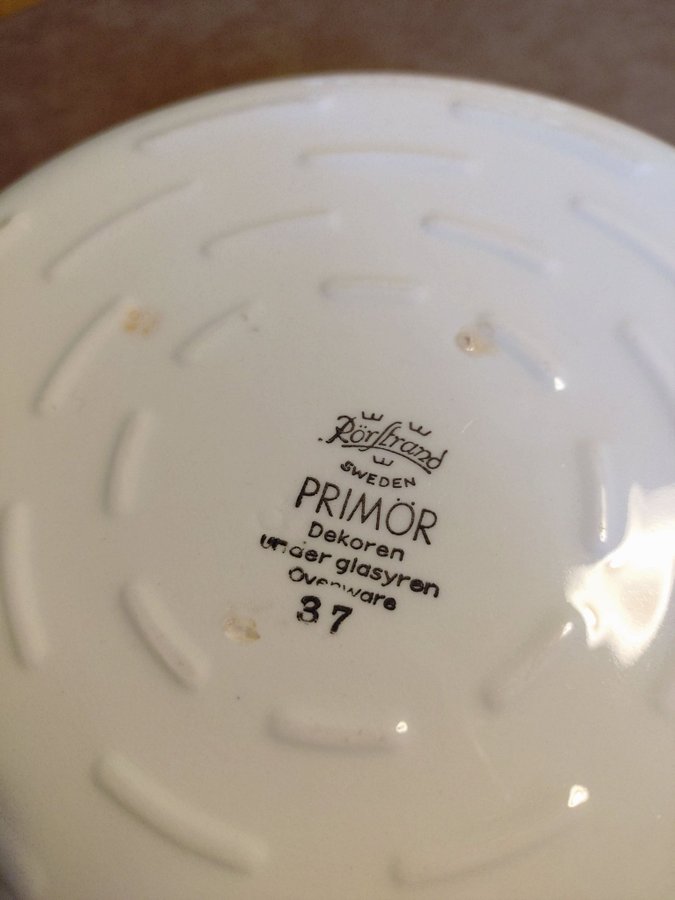 Rörstrand
SWEDEN
PRIMÖR
Dekoren
under glasyren
Ovenware
37